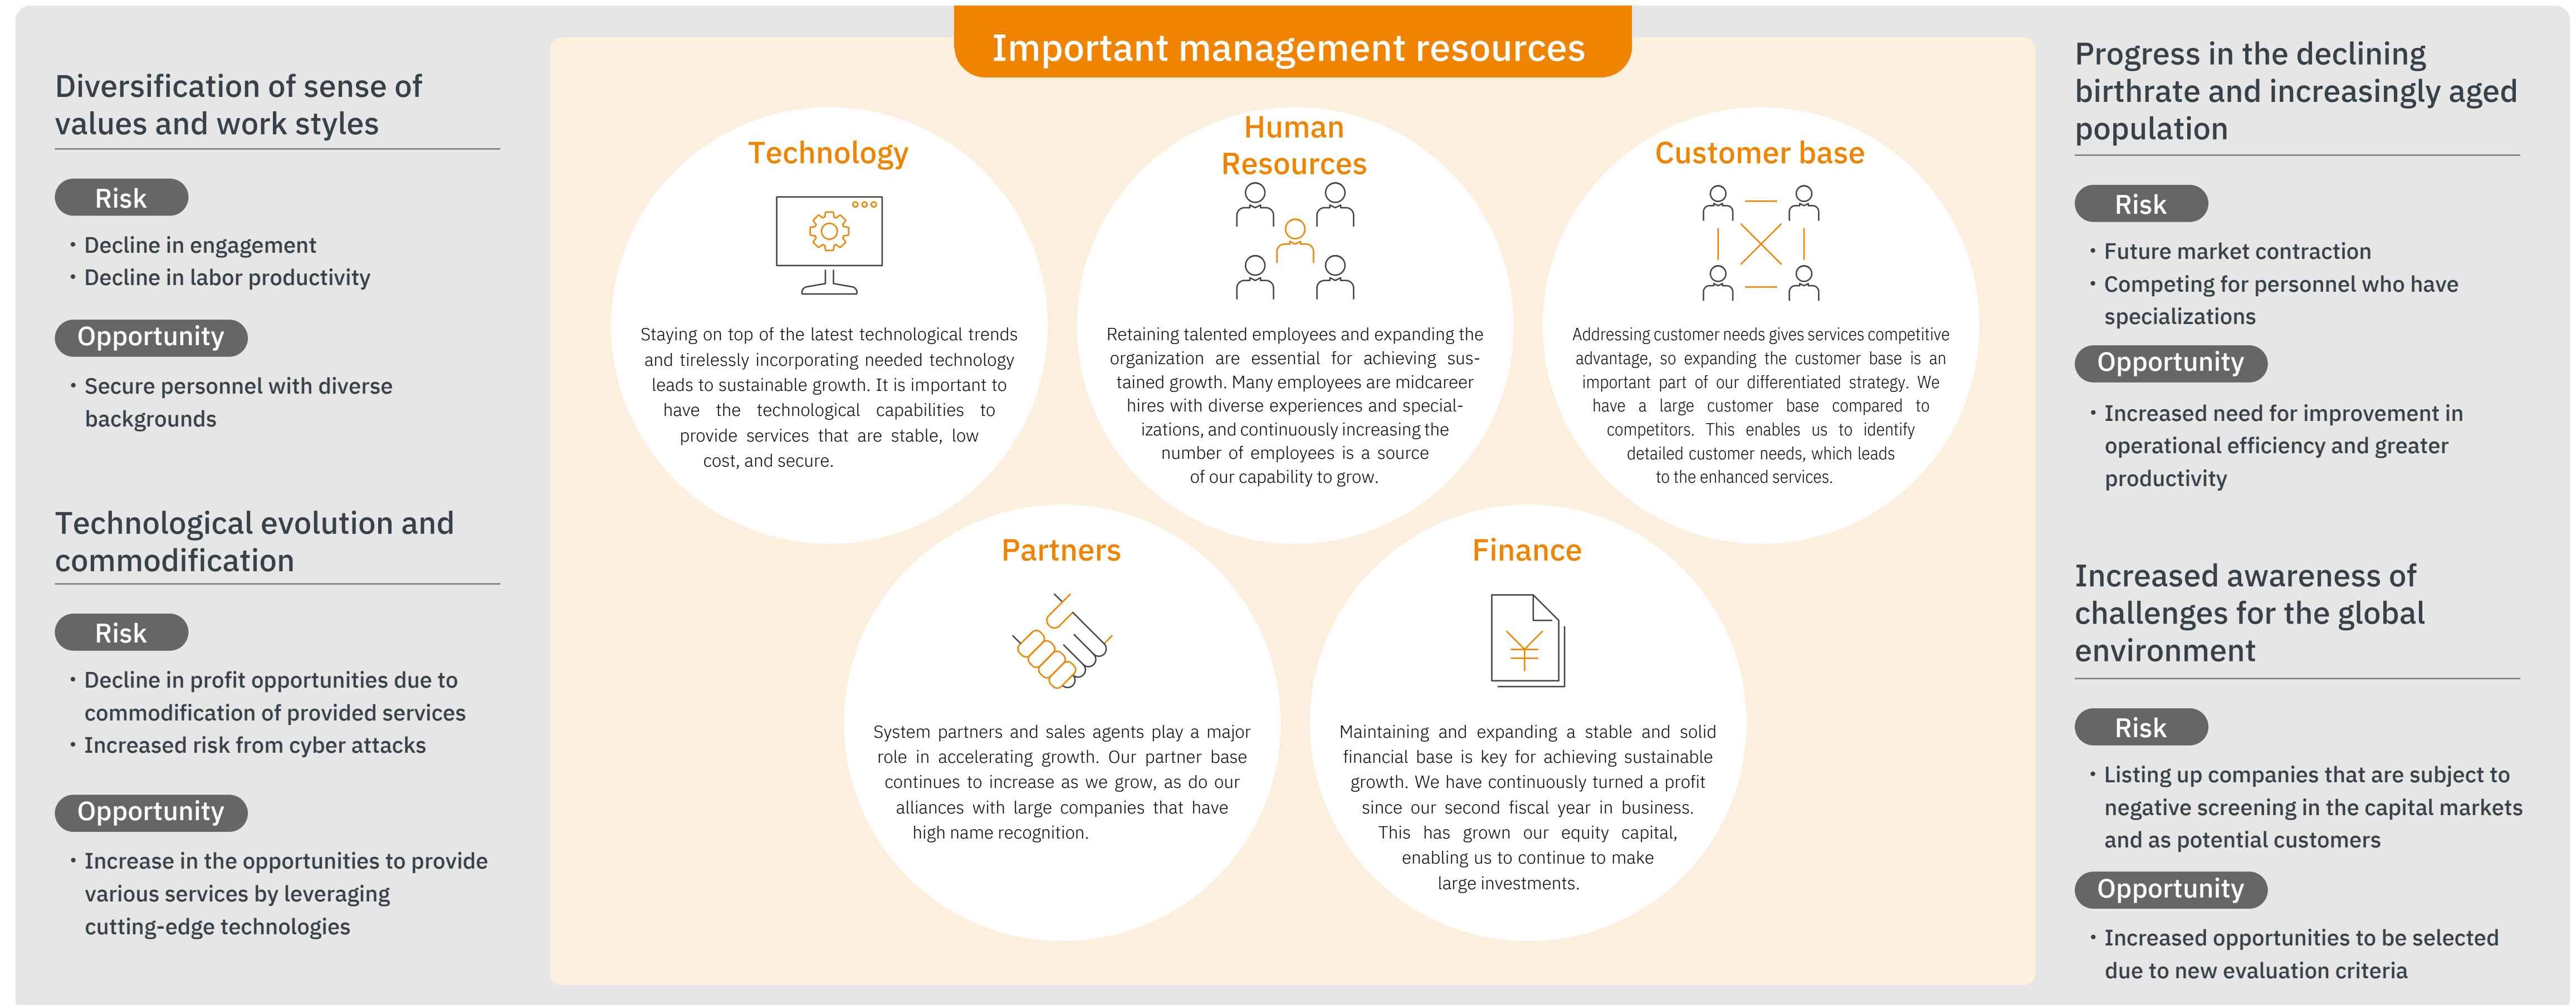 Important management resources
Diversification of sense of
values and work styles
Risk
・Decline in engagement
・Decline in labor productivity
Opportunity
・Secure personnel with diverse
backgrounds
Technological evolution and
commodification
Risk
・Decline in profit opportunities due to
commodification of provided services
・Increased risk from cyber attacks
Opportunity
・Increase in the opportunities to provide
various services by leveraging
cutting-edge technologies
Technology
Staying on top of the latest technological trends
and tirelessly incorporating needed technology
leads to sustainable growth. It is important to
have the technological capabilities to
provide services that are stable, low
cost, and secure.
Human
Resources
Retaining talented employees and expanding the
organization are essential for achieving sus-
tained growth. Many employees are midcareer
hires with diverse experiences and special-
izations, and continuously increasing the
number of employees is a source
of our capability to grow.
Customer base
Addressing customer needs gives services competitive
advantage, so expanding the customer base is an
important part of our differentiated strategy. We
have a large customer base compared to
competitors. This enables us to identify
detailed customer needs, which leads
to the enhanced services.
Partners
System partners and sales agents play a major
role in accelerating growth. Our partner base
continues to increase as we grow, as do our
alliances with large companies that have
high name recognition.
Finance
¥
Maintaining and expanding a stable and solid
financial base is key for achieving sustainable
growth. We have continuously turned a profit
since our second fiscal year in business.
This has grown our equity capital,
enabling us to continue to make
large investments.
Progress in the declining
birthrate and increasingly aged
population
Risk
・Future market contraction
・Competing for personnel who have
specializations
Opportunity
・Increased need for improvement in
operational efficiency and greater
productivity
Increased awareness of
challenges for the global
environment
Risk
・Listing up companies that are subject to
negative screening in the capital markets
and as potential customers
Opportunity
・Increased opportunities to be selected
due to new evaluation criteria